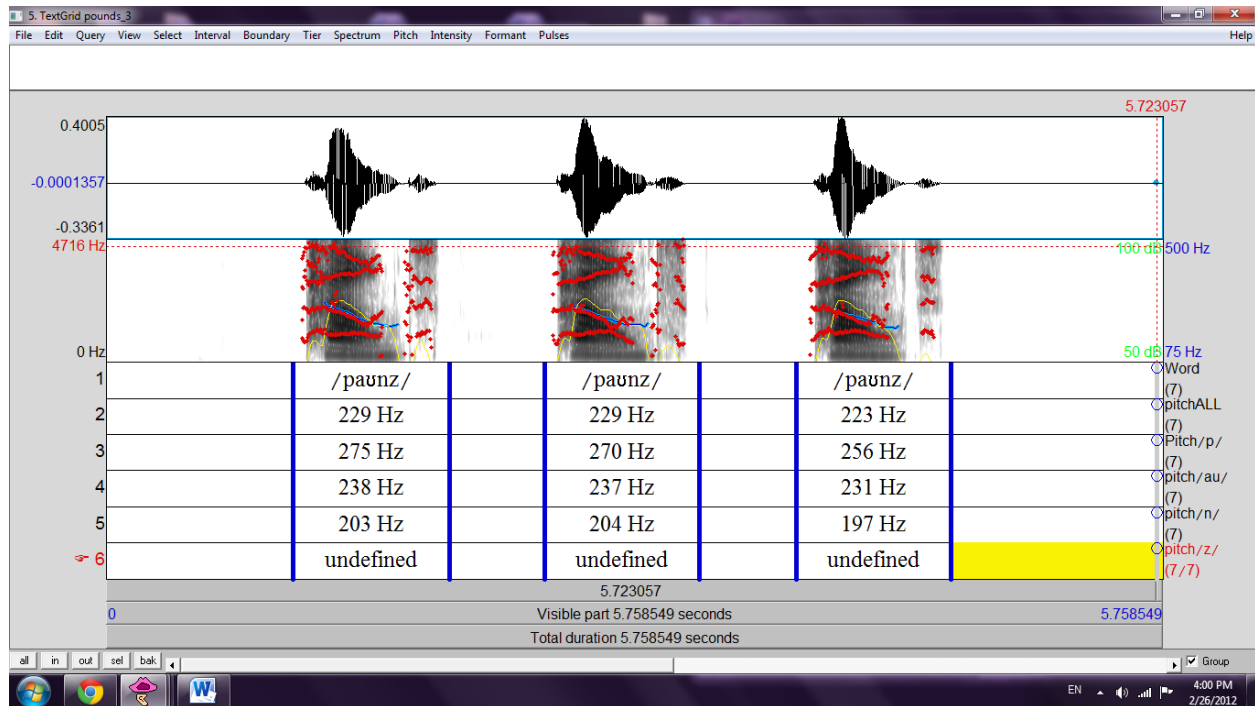 5. TextGrid pounds_3
File Edit Query View Select Interval Boundary Tier Spectrum Pitch Intensity Formant Pulses Help
5.723057
0.4005
-0.0001357
-0.3361
4716 Hz 100 dB 500 Hz
0 Hz 50 dB 75 Hz
1 /paʊnz/ /paʊnz/ /paʊnz/ Word (7)
2 229 Hz 229 Hz 223 Hz pitchALL (7)
3 275 Hz 270 Hz 256 Hz Pitch/p/ (7)
4 238 Hz 237 Hz 231 Hz pitch/au/ (7)
5 203 Hz 204 Hz 197 Hz pitch/n/ (7)
6 undefined undefined undefined pitch/z/ (7/7)
5.723057
0 Visible part 5.758549 seconds 5.758549
Total duration 5.758549 seconds
all in out sel bak Group
W EN 4:00 PM
2/26/2012